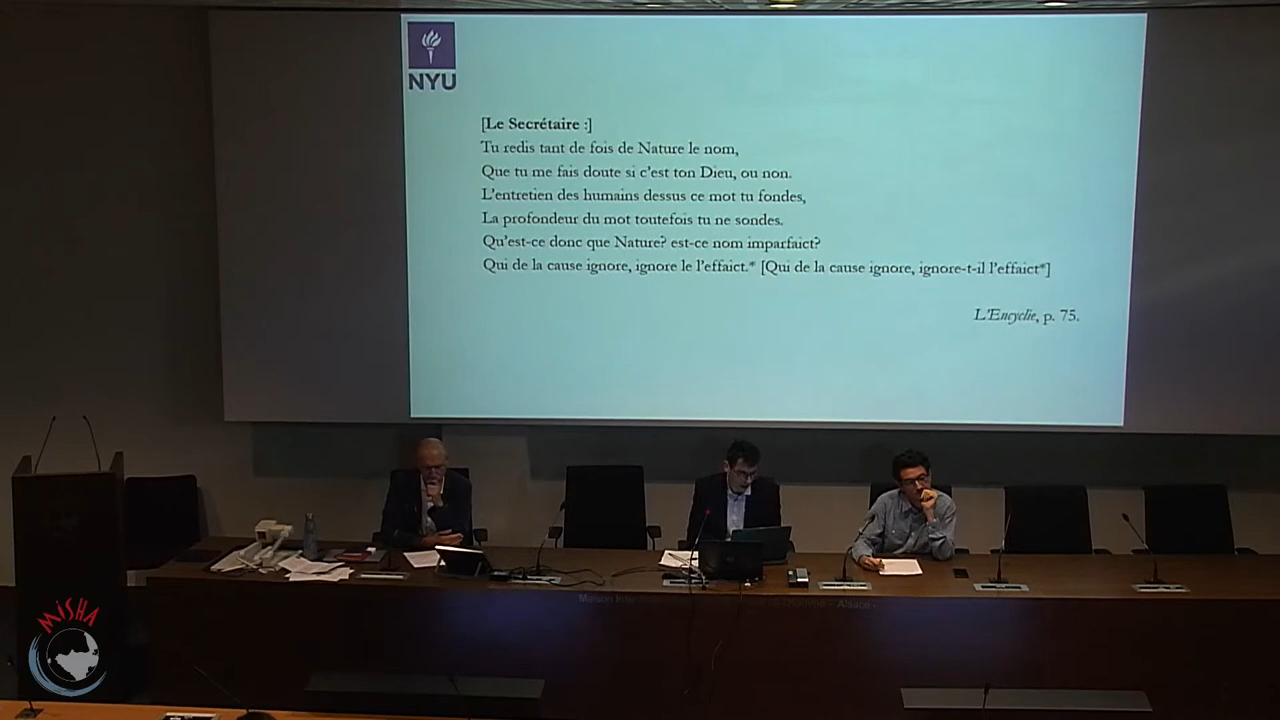 NYU
[Le Secrétaire :]
Tu redis tant de fois de Nature le nom,
Que tu me fais doute si c'est ton Dieu, ou non.
L'entretien des humains dessus ce mot tu fondes,
La profondeur du mot toutefois tu ne sondes.
Qu'est-ce donc que Nature? est-ce nom imparfaict?
Qui de la cause ignore, ignore le l'effaict.* [Qui de la cause ignore, ignore-t-il l'effaict*]
L'Encyclie, p. 75.
Maison Inter
- Alsace -
MiSHA